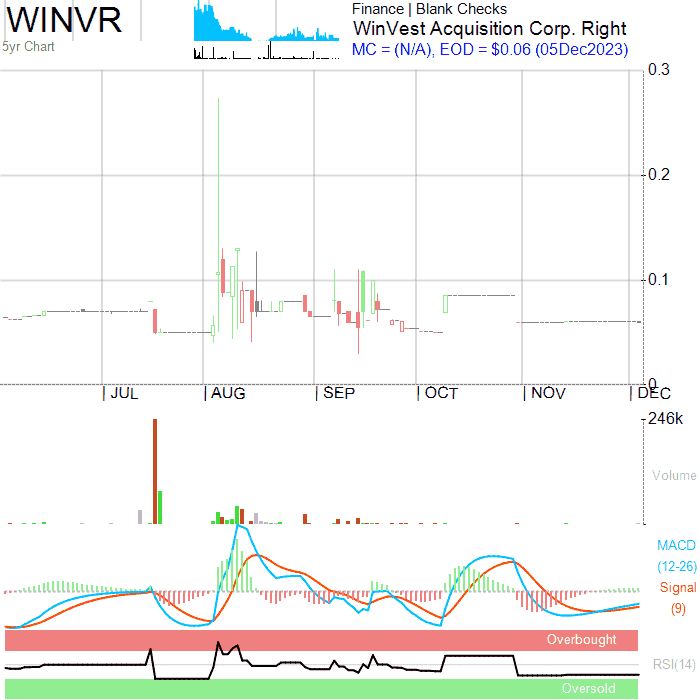 WINVR
5yr Chart
Finance | Blank Checks
WinVest Acquisition Corp. Right
MC = (N/A), EOD = $0.06 (05Dec2023)
0.3
0.2
0.1
0
JUL AUG SEP OCT NOV DEC
246k
Volume
MACD
(12-26)
Signal
(9)
Overbought
RSI(14)
Oversold